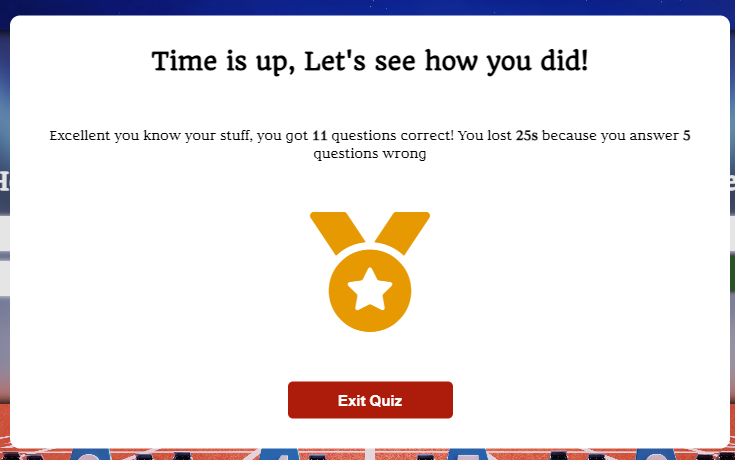 Time is up, Let's see how you did!
Excellent you know your stuff, you got 11 questions correct! You lost 25s because you answer 5
questions wrong
Exit Quiz